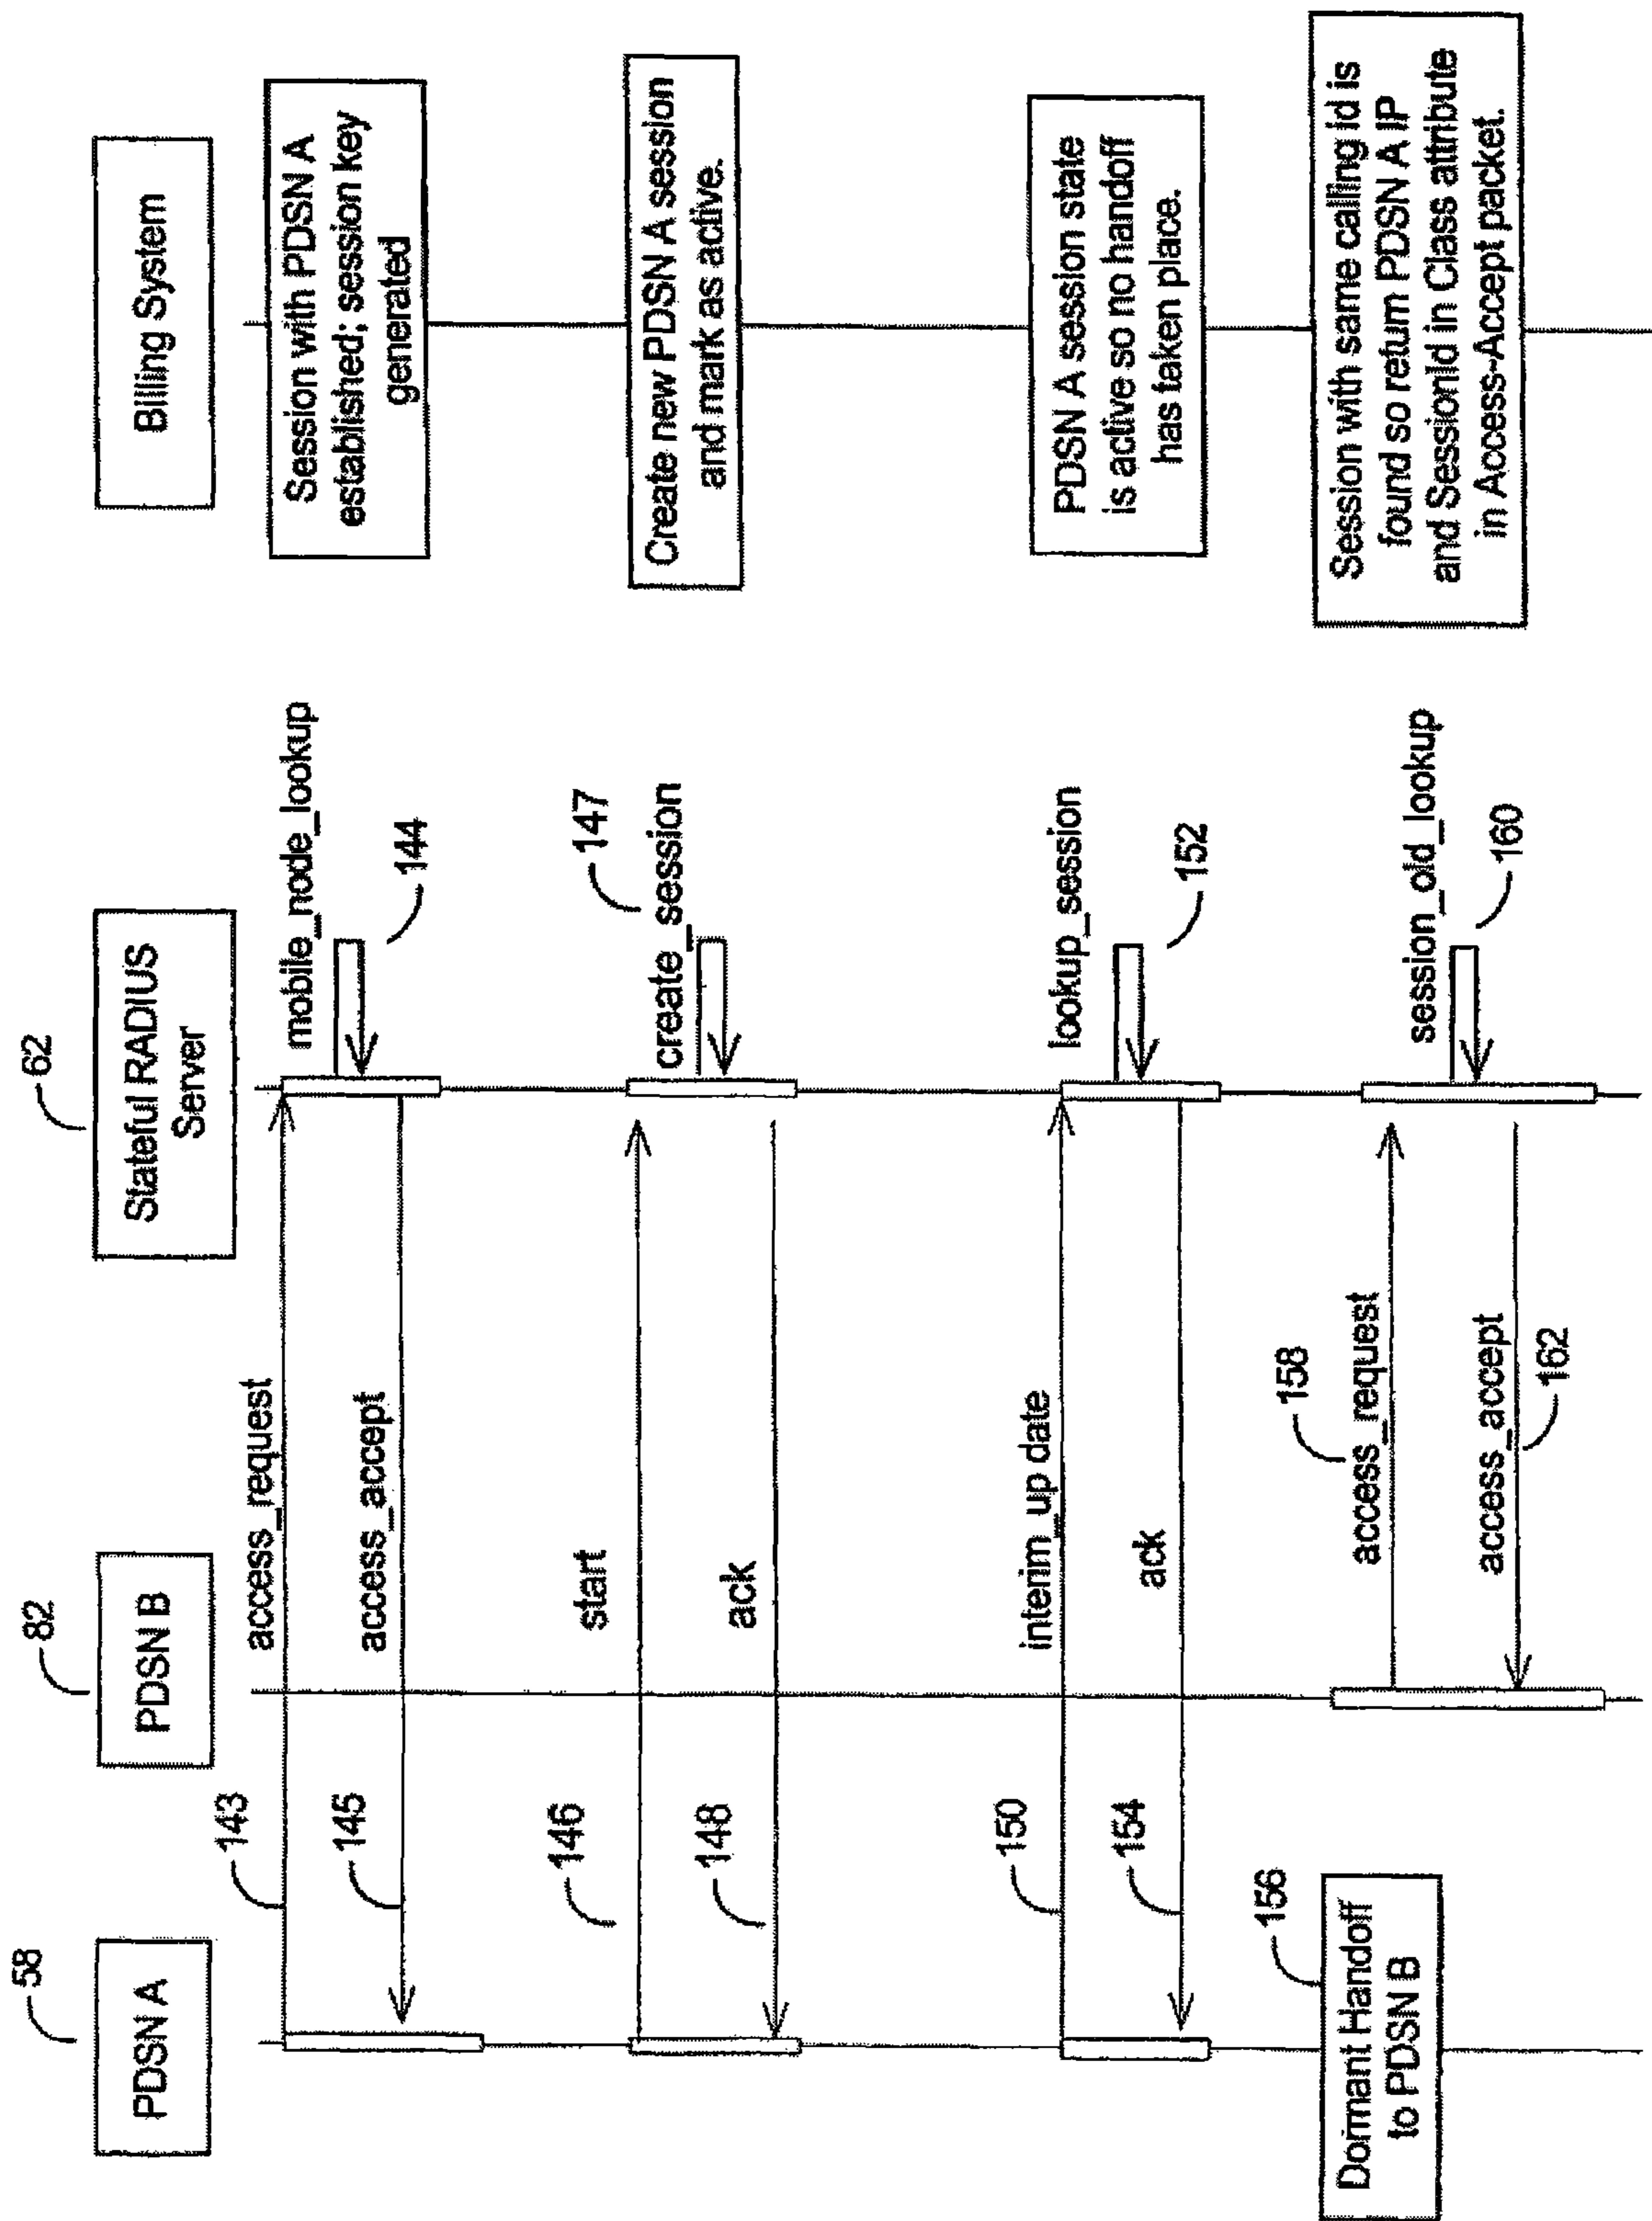 58
PDSN A
82
PDSN B
62
Stateful RADIUS
Server
Billing System
143
access_request
mobile_node_lookup
144
Session with PDSN A
established; session key
generated
145
access_accept
146
start
147
create_session
Create new PDSN A session
and mark as active.
148
ack
150
interim_up date
lookup_session
152
PDSN A session state
is active so no handoff
has taken place.
154
ack
156
Dormant Handoff
to PDSN B
158
access_request
session_old_lookup
160
Session with same calling id is
found so return PDSN A IP
and SessionId in Class attribute
in Access-Accept packet.
access_accept
162